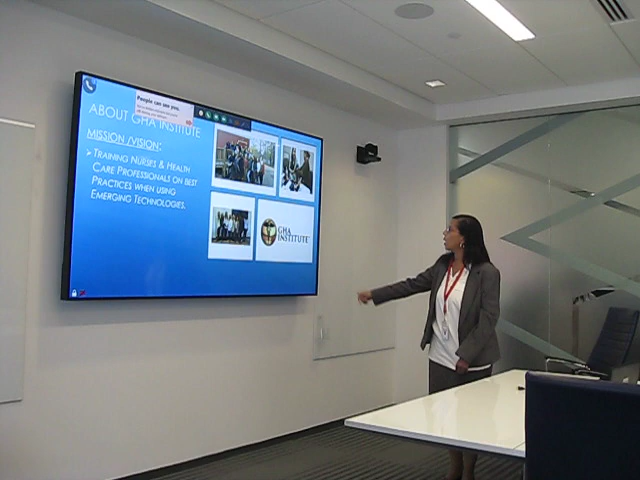 People can see you.
ABOUT GHA INSTITUTE
MISSION /VISION:
➢ TRAINING NURSES & HEALTH
CARE PROFESSIONALS ON BEST
PRACTICES WHEN USING
EMERGING TECHNOLOGIES.
GHA
INSTITUTE